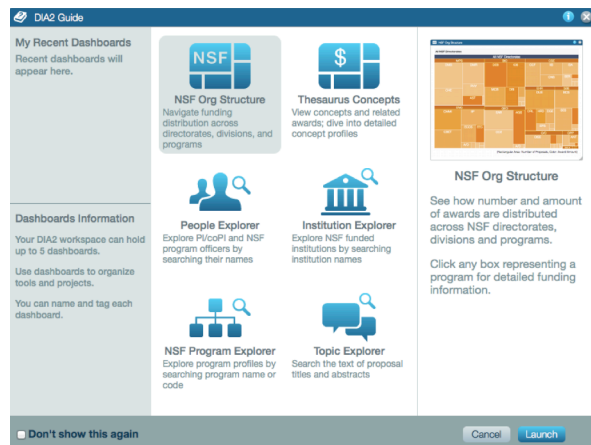 DIA2 Guide
My Recent Dashboards
Recent dashboards will
appear here.
Dashboards Information
Your DIA2 workspace can hold
up to 5 dashboards.
Use dashboards to organize
tools and projects.
You can name and tag each
dashboard.
NSF
NSF Org Structure
Navigate funding
distribution across
directorates, divisions, and
programs
$
Thesaurus Concepts
View concepts and related
awards; dive into detailed
concept profiles
People Explorer
Explore PI/coPI and NSF
program officers by
searching their names
Institution Explorer
Explore NSF funded
institutions by searching
institution names
NSF Program Explorer
Explore program profiles by
searching program name or
code
Topic Explorer
Search the text of proposal
titles and abstracts
NSF Org Structure
See how number and amount
of awards are distributed
across NSF directorates,
divisions and programs.
Click any box representing a
program for detailed funding
information.
Don't show this again
Cancel
Launch